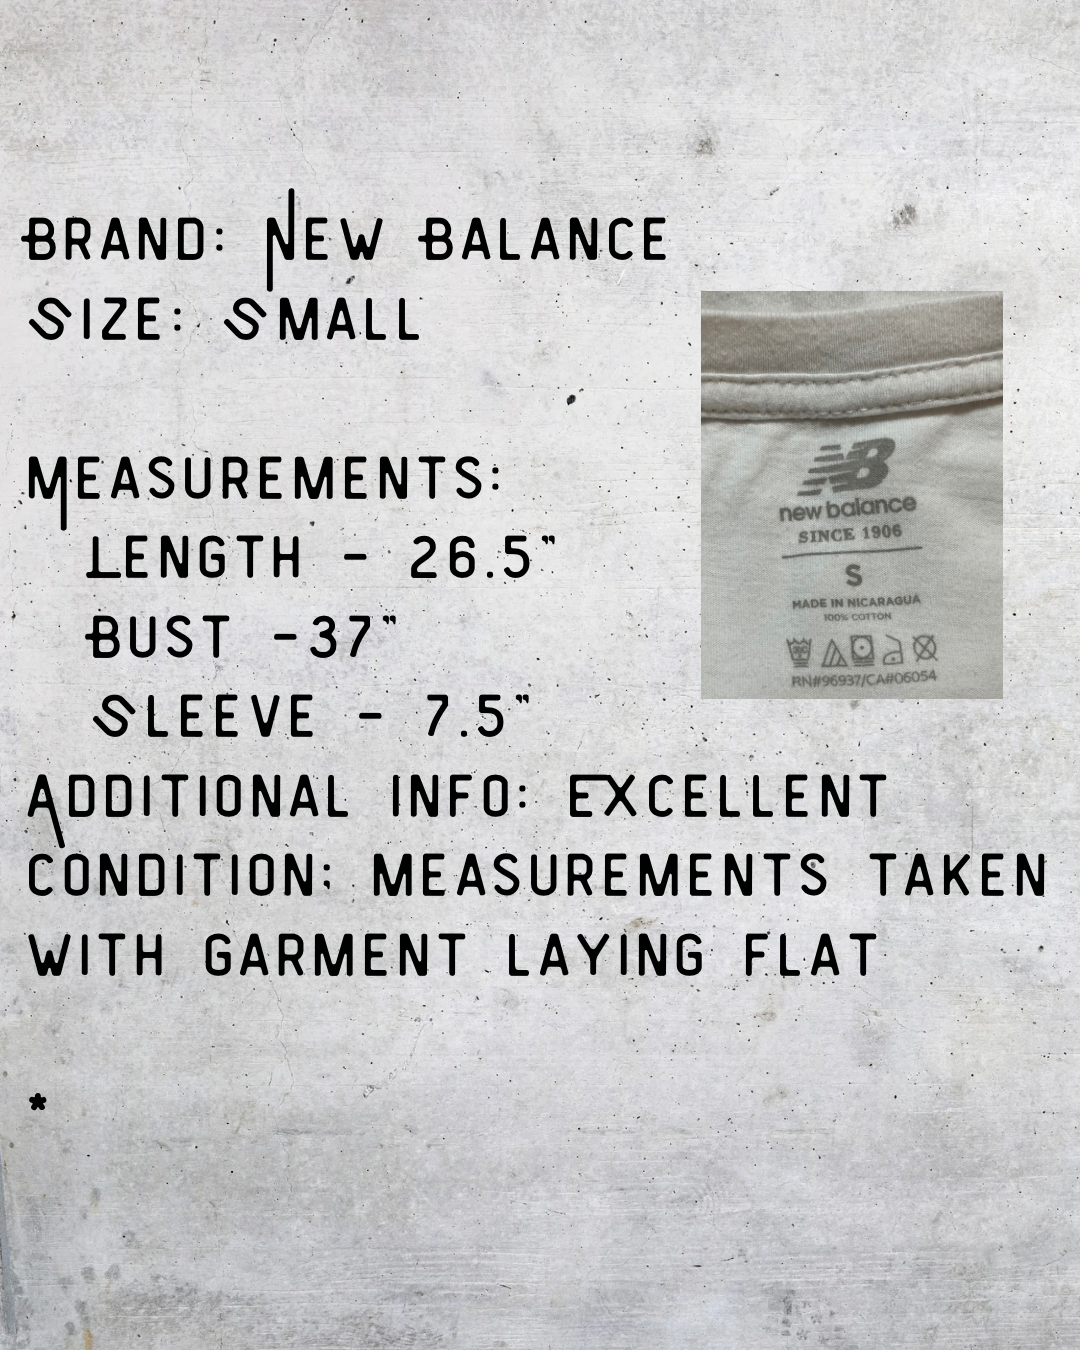 Brand: New Balance
Size: Small
Measurements:
Length - 26.5"
Bust -37"
Sleeve - 7.5"
Additional info: Excellent
condition; measurements taken
with garment laying flat
*
NB
new balance
SINCE 1906
S
MADE IN NICARAGUA
100% COTTON
RN#96937/CA#06054